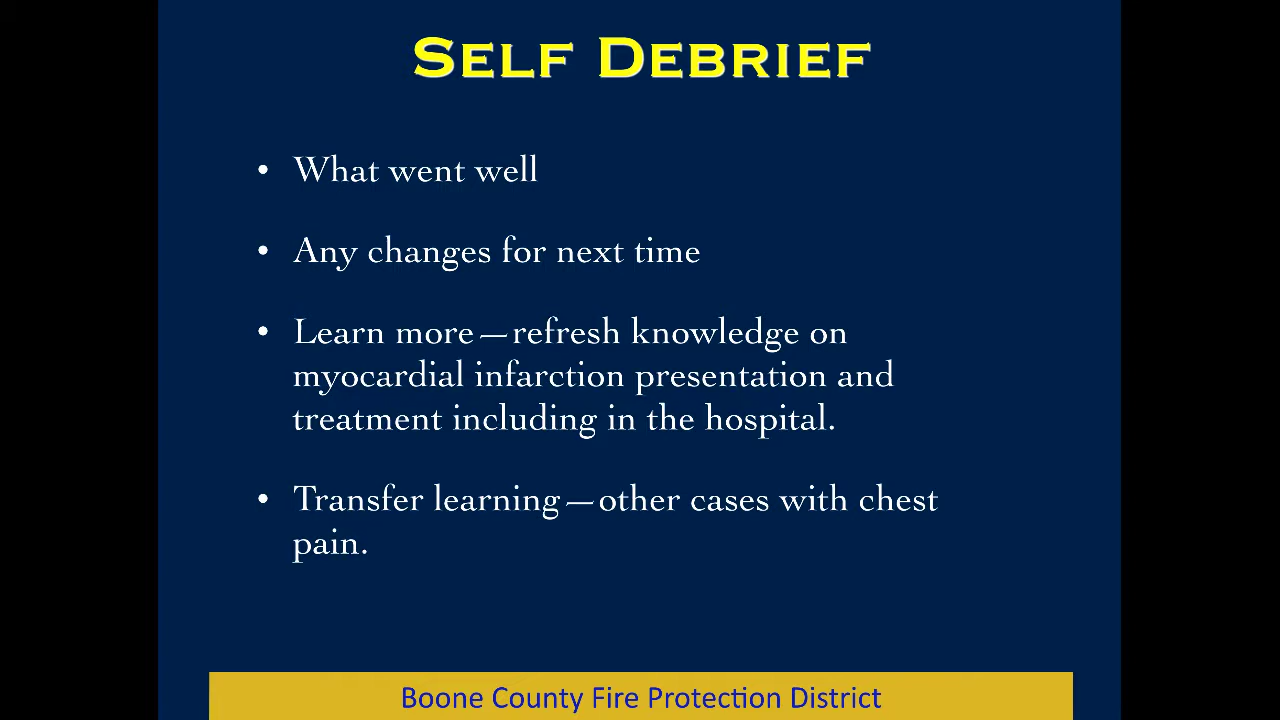 Self Debrief
• What went well
• Any changes for next time
• Learn more—refresh knowledge on
myocardial infarction presentation and
treatment including in the hospital.
• Transfer learning—other cases with chest
pain.
Boone County Fire Protection District